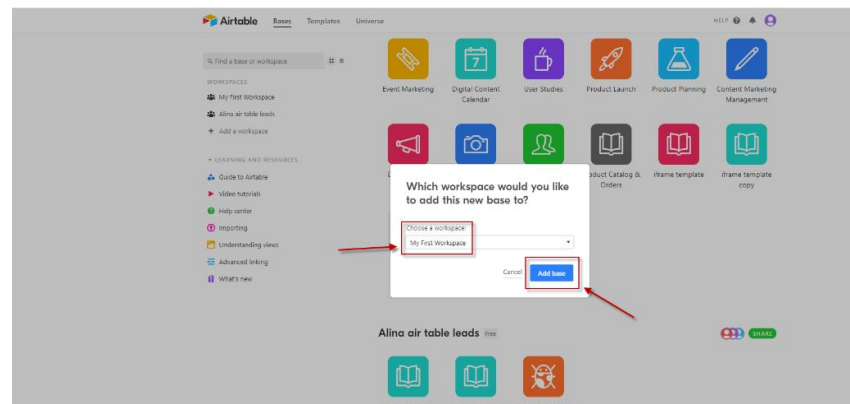 Airtable Bases Templates Universe HELP
Find a base or workspace
WORKSPACES
My First Workspace
Alina air table leads
+ Add a workspace
LEARNING AND RESOURCES
Guide to Airtable
Video tutorials
Help center
Importing
Understanding views
Advanced linking
What's new
Event Marketing
Digital Content
Calendar
User Studies
Product Launch
Product Planning
Content Marketing
Management
7
Catalog &
Orders
iframe template
iframe template
copy
Which workspace would you like
to add this new base to?
Choose a workspace:
My First Workspace
Cancel
Add base
Alina air table leads FREE
SHARE